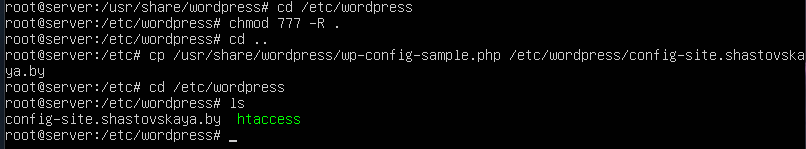 root@server:/usr/share/wordpress# cd /etc/wordpress
root@server:/etc/wordpress# chmod 777 -R .
root@server:/etc/wordpress# cd ..
root@server:/etc# cp /usr/share/wordpress/wp-config-sample.php /etc/wordpress/config-site.shastovska
ya.by
root@server:/etc# cd /etc/wordpress
root@server:/etc/wordpress# ls
config-site.shastovskaya.by  htaccess
root@server:/etc/wordpress# _